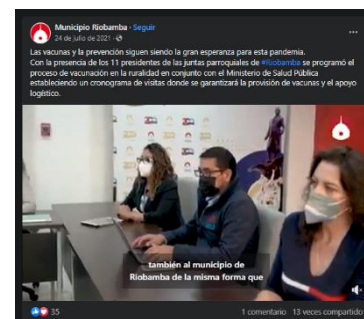 Municipio Riobamba · Seguir
24 de julio de 2021 ·
Las vacunas y la prevención siguen siendo la gran esperanza para esta pandemia.
Con la presencia de los 11 presidentes de las juntas parroquiales de #Riobamba se programó el
proceso de vacunación en la ruralidad en conjunto con el Ministerio de Salud Pública
estableciendo un cronograma de visitas donde se garantizará la provisión de vacunas y el apoyo
logístico.
también al municipio de
Riobamba de la misma forma que
35
1 comentario 13 veces compartido